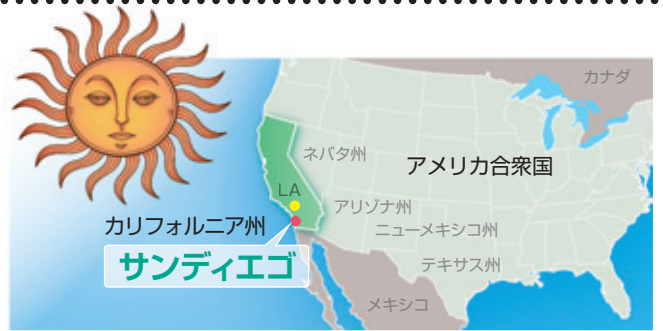 カナダ
ネバタ州
アメリカ合衆国
LA
アリゾナ州
カリフォルニア州
ニューメキシコ州
サンディエゴ
テキサス州
メキシコ